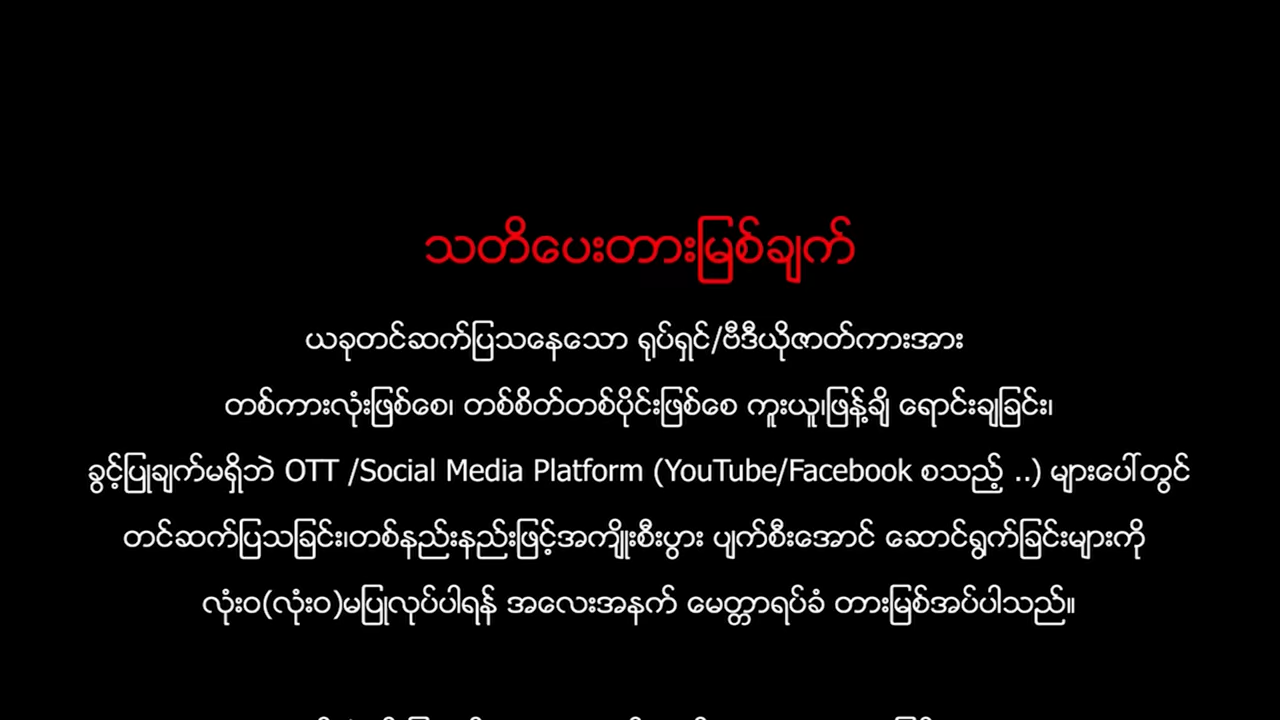 သတိပေးတားမြစ်ချက်
ယခုတင်ဆက်ပြသနေသော ရုပ်ရှင်/ဗီဒီယိုဇာတ်ကားအား
တစ်ကားလုံးဖြစ်စေ၊ တစ်စိတ်တစ်ပိုင်းဖြစ်စေ ကူးယူ၊ဖြန့်ချိ ရောင်းချခြင်း၊
ခွင့်ပြုချက်မရှိဘဲ OTT /Social Media Platform (YouTube/Facebook စသည့် ..) များပေါ်တွင်
တင်ဆက်ပြသခြင်း၊တစ်နည်းနည်းဖြင့်အကျိုးစီးပွား ပျက်စီးအောင် ဆောင်ရွက်ခြင်းများကို
လုံးဝ(လုံးဝ)မပြုလုပ်ပါရန် အလေးအနက် မေတ္တာရပ်ခံ တားမြစ်အပ်ပါသည်။